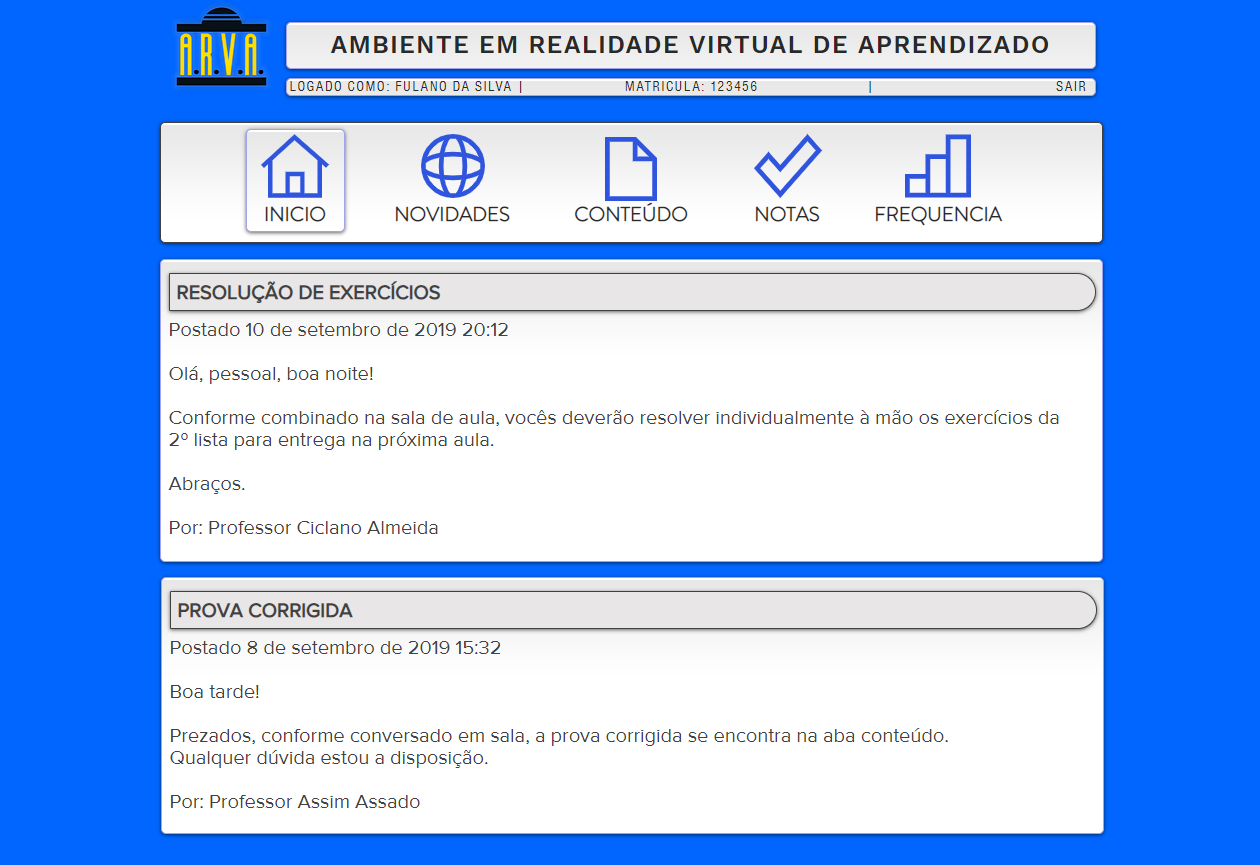 A.R.V.A.
AMBIENTE EM REALIDADE VIRTUAL DE APRENDIZADO
LOGADO COMO: FULANO DA SILVA | MATRICULA: 123456 | SAIR
INICIO NOVIDADES CONTEÚDO NOTAS FREQUENCIA
RESOLUÇÃO DE EXERCÍCIOS
Postado 10 de setembro de 2019 20:12
Olá, pessoal, boa noite!
Conforme combinado na sala de aula, vocês deverão resolver individualmente à mão os exercícios da
2º lista para entrega na próxima aula.
Abraços.
Por: Professor Ciclano Almeida
PROVA CORRIGIDA
Postado 8 de setembro de 2019 15:32
Boa tarde!
Prezados, conforme conversado em sala, a prova corrigida se encontra na aba conteúdo.
Qualquer dúvida estou a disposição.
Por: Professor Assim Assado